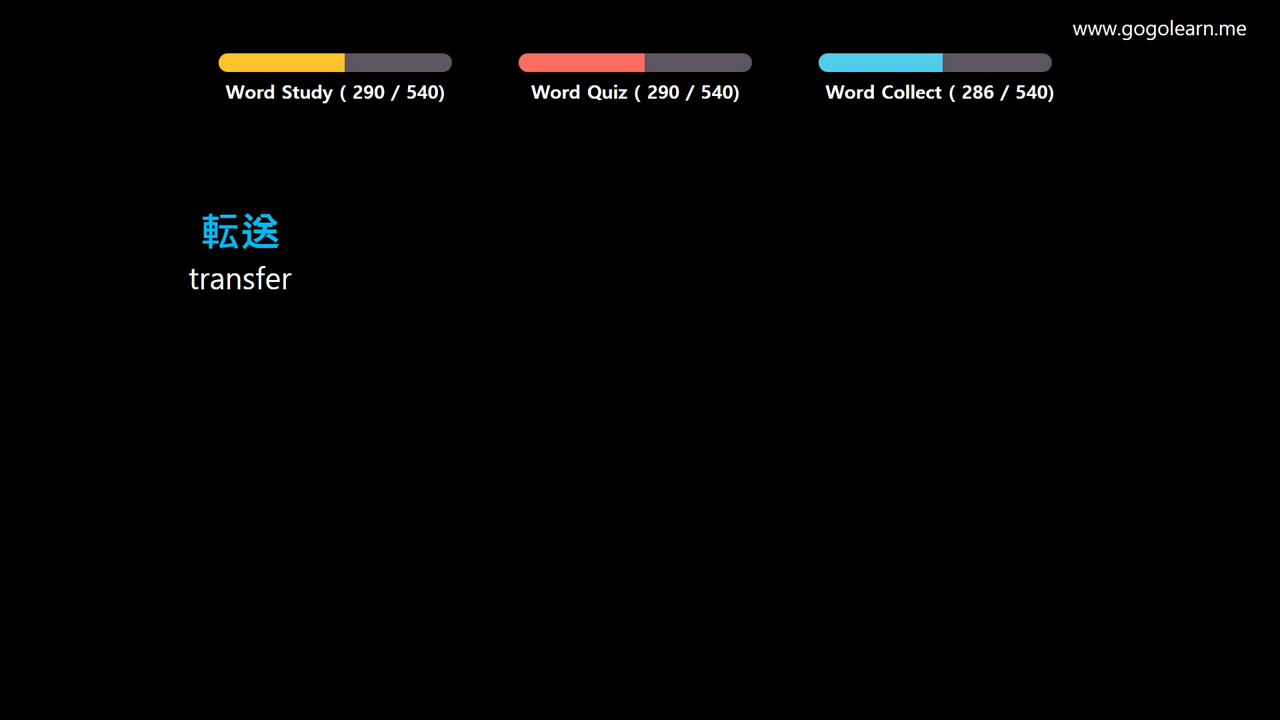 www.gogolearn.me
Word Study ( 290 / 540)
Word Quiz ( 290 / 540)
Word Collect ( 286 / 540)
転送
transfer